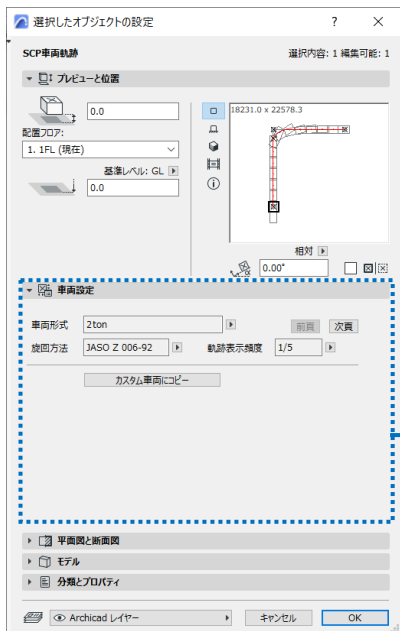 選択したオブジェクトの設定
SCP車両軌跡 選択内容: 1 編集可能: 1
プレビューと位置
0.0
配置フロア:
1. 1FL (現在)
基準レベル: GL
0.0
18231.0 x 22578.3
相対
0.00°
車両設定
車両形式 2ton 前頁 次頁
旋回方法 JASO Z 006-92 軌跡表示頻度 1/5
カスタム車両にコピー
平面図と断面図
モデル
分類とプロパティ
Archicad レイヤー キャンセル OK